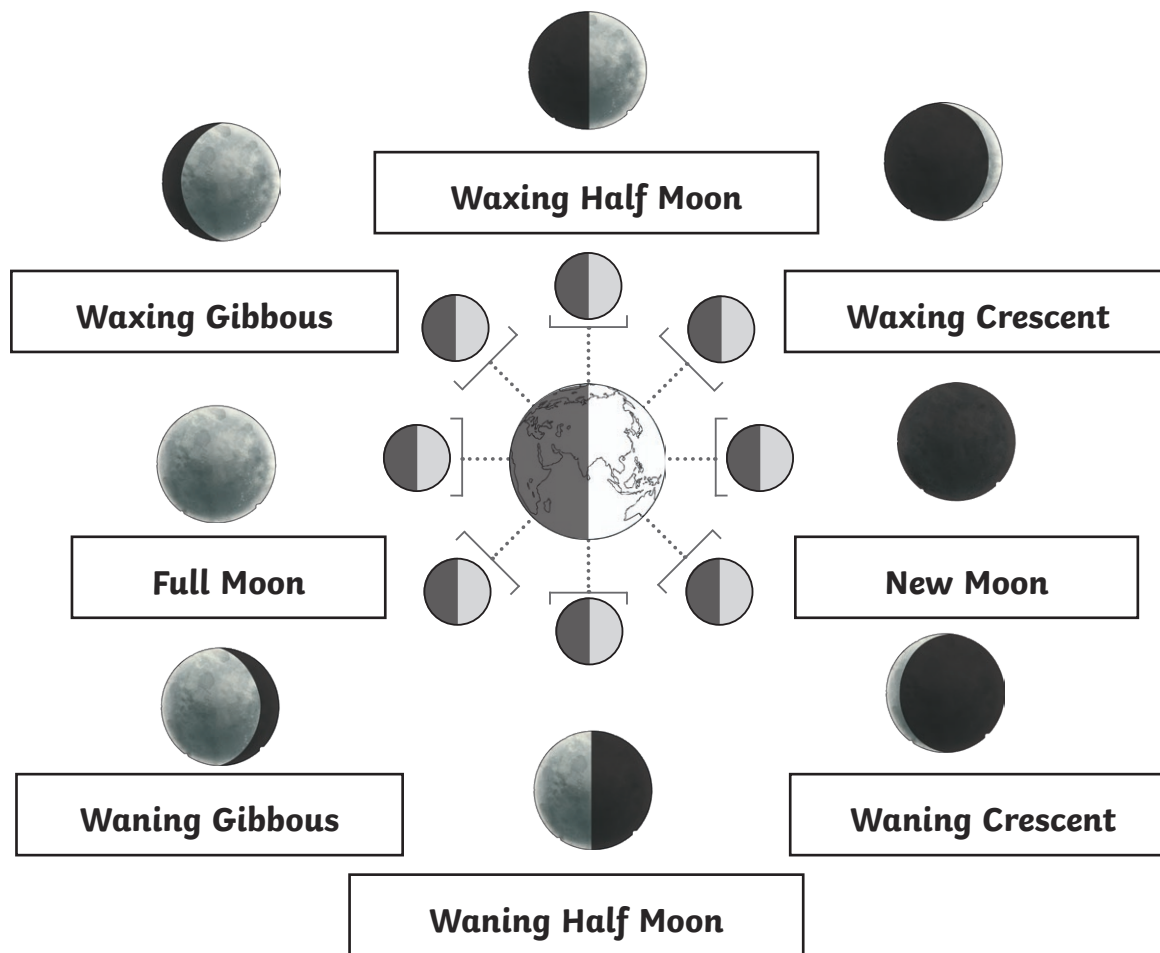 Waxing Half Moon
Waxing Gibbous
Waxing Crescent
Full Moon
New Moon
Waning Gibbous
Waning Crescent
Waning Half Moon